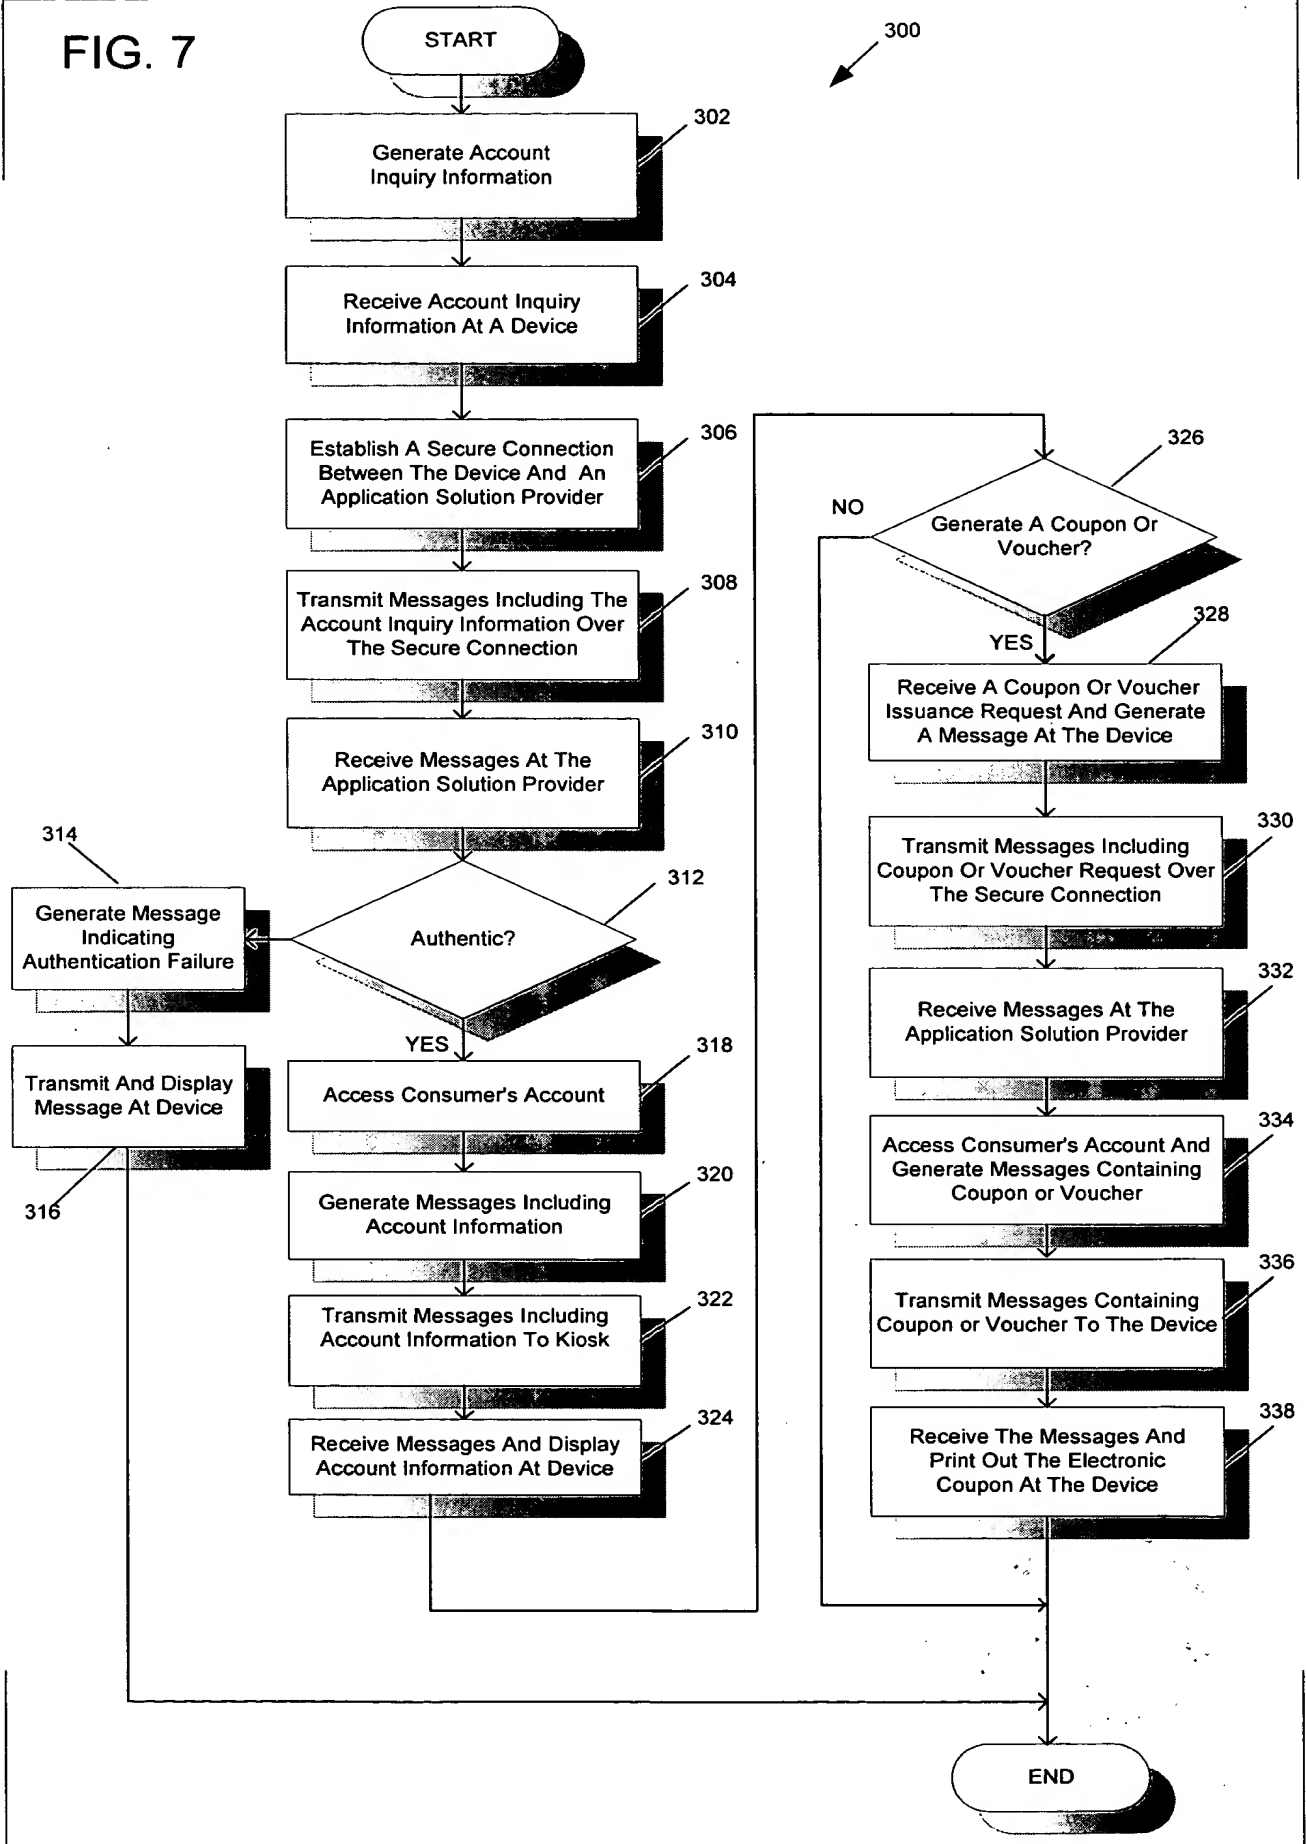 FIG. 7
START
300
302
Generate Account
Inquiry Information
304
Receive Account Inquiry
Information At A Device
306
Establish A Secure Connection
Between The Device And An
Application Solution Provider
308
Transmit Messages Including The
Account Inquiry Information Over
The Secure Connection
310
Receive Messages At The
Application Solution Provider
312
Authentic?
314
Generate Message
Indicating
Authentication Failure
Transmit And Display
Message At Device
316
YES
318
Access Consumer's Account
320
Generate Messages Including
Account Information
322
Transmit Messages Including
Account Information To Kiosk
324
Receive Messages And Display
Account Information At Device
326
NO
Generate A Coupon Or
Voucher?
YES
328
Receive A Coupon Or Voucher
Issuance Request And Generate
A Message At The Device
330
Transmit Messages Including
Coupon Or Voucher Request Over
The Secure Connection
332
Receive Messages At The
Application Solution Provider
334
Access Consumer's Account And
Generate Messages Containing
Coupon or Voucher
336
Transmit Messages Containing
Coupon or Voucher To The Device
338
Receive The Messages And
Print Out The Electronic
Coupon At The Device
END